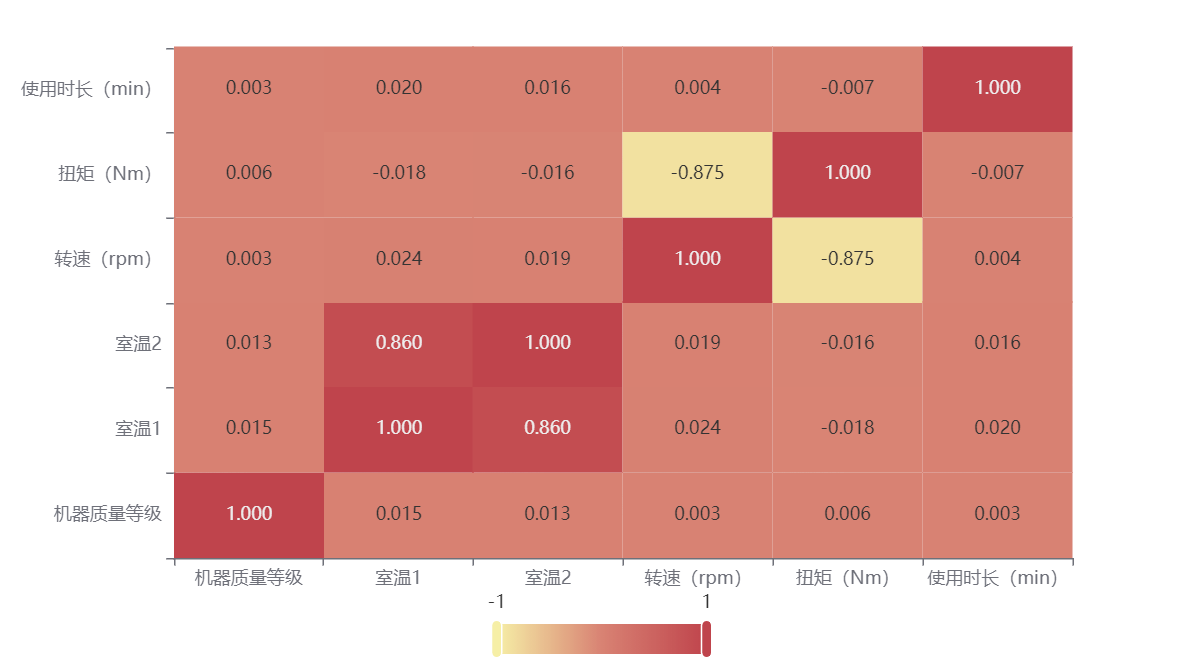 使用时长（min） 0.003 0.020 0.016 0.004 -0.007 1.000
扭矩（Nm） 0.006 -0.018 -0.016 -0.875 1.000 -0.007
转速（rpm） 0.003 0.024 0.019 1.000 -0.875 0.004
室温2 0.013 0.860 1.000 0.019 -0.016 0.016
室温1 0.015 1.000 0.860 0.024 -0.018 0.020
机器质量等级 1.000 0.015 0.013 0.003 0.006 0.003
机器质量等级 室温1 室温2 转速（rpm） 扭矩（Nm） 使用时长（min）
-1 1